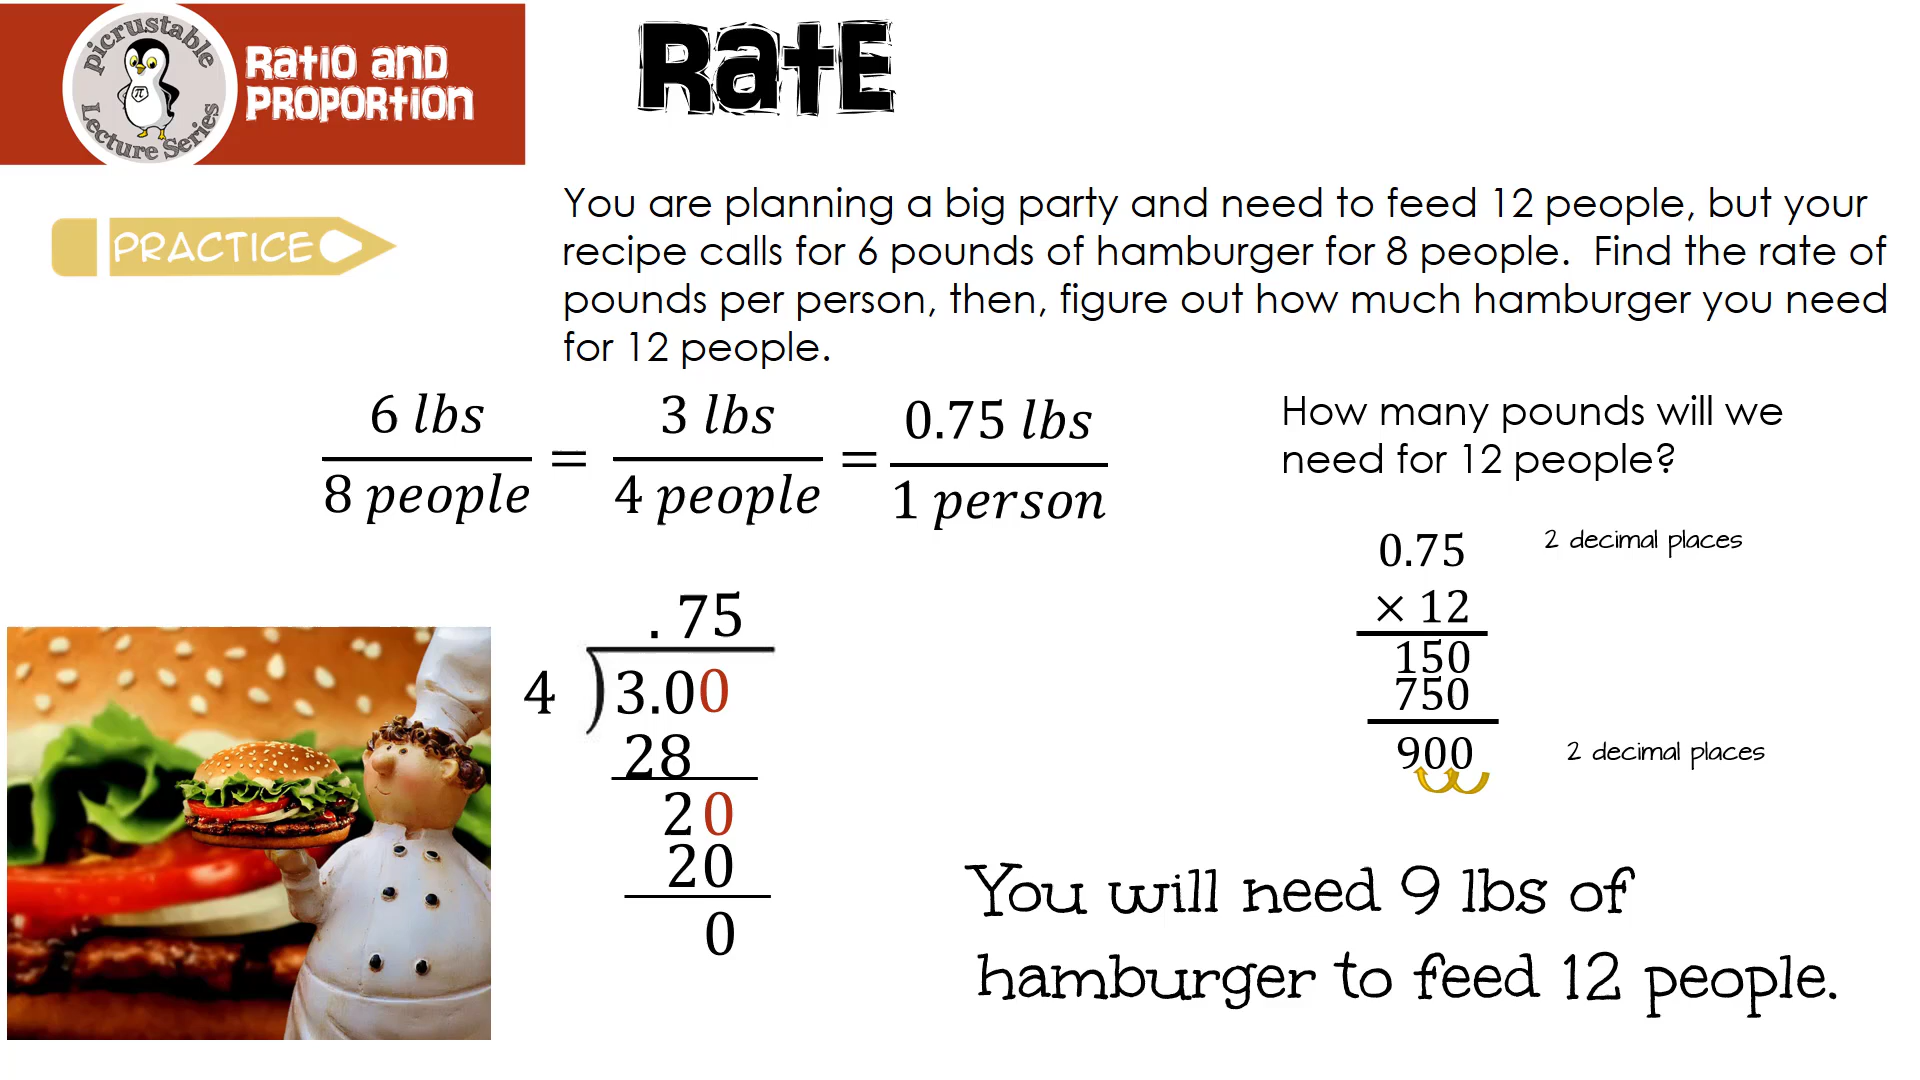 picrustable
Lecture Series
π
Ratio and
Proportion
Rate
PRACTICE
You are planning a big party and need to feed 12 people, but your
recipe calls for 6 pounds of hamburger for 8 people.  Find the rate of
pounds per person, then, figure out how much hamburger you need
for 12 people.
6 lbs
8 people
=
3 lbs
4 people
=
0.75 lbs
1 person
How many pounds will we
need for 12 people?
0.75 2 decimal places
× 12
150
750
900 2 decimal places
.75
4 )3.00
28
20
20
0
You will need 9 lbs of
hamburger to feed 12 people.